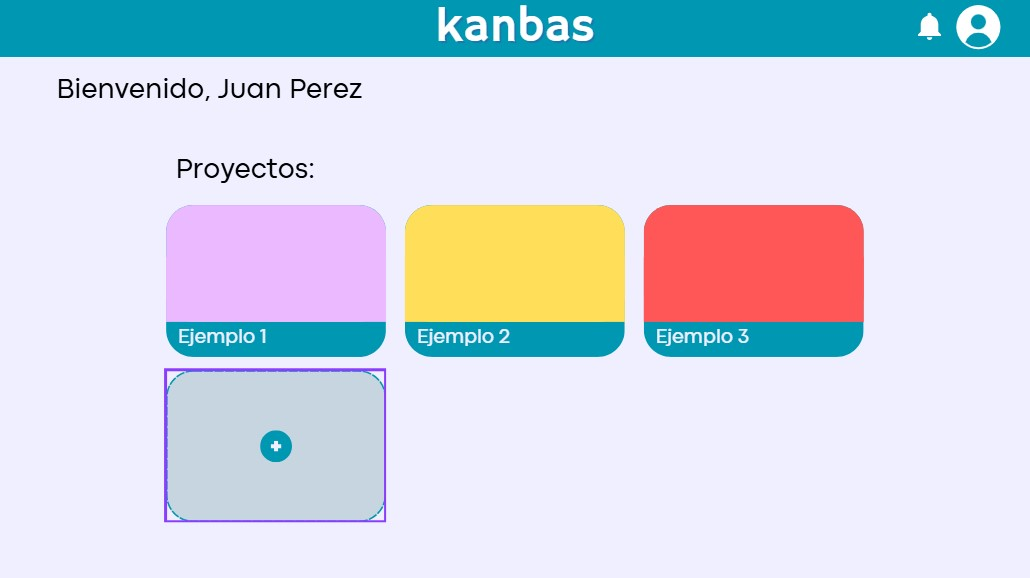 kanbas
Bienvenido, Juan Perez
Proyectos:
Ejemplo 1
Ejemplo 2
Ejemplo 3